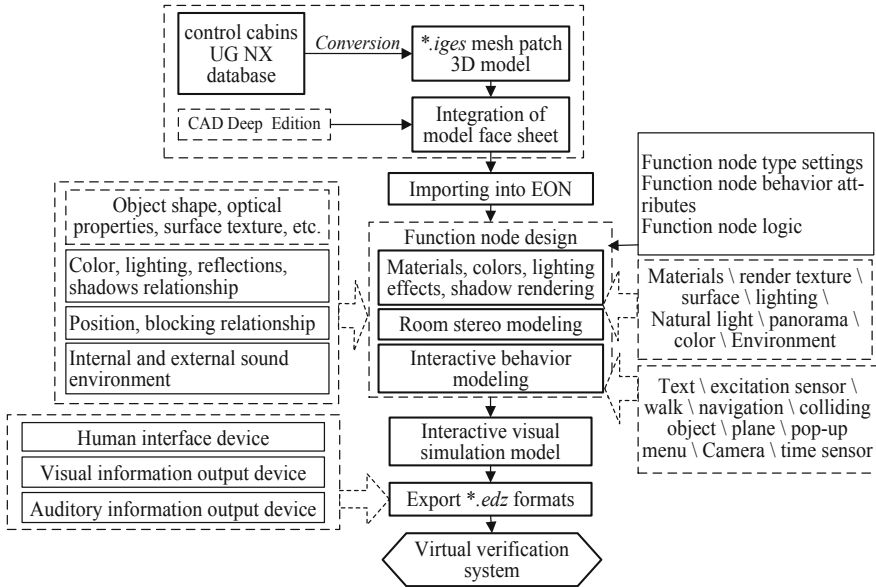 control cabins
UG NX
database
Conversion
*.iges mesh patch
3D model
CAD Deep Edition
Integration of
model face sheet
Importing into EON
Function node type settings
Function node behavior att-
ributes
Function node logic
Object shape, optical
properties, surface texture, etc.
Color, lighting, reflections,
shadows relationship
Position, blocking relationship
Internal and external sound
environment
Function node design
Materials, colors, lighting
effects, shadow rendering
Room stereo modeling
Interactive behavior
modeling
Materials \ render texture \
surface \ lighting \
Natural light \ panorama \
color \ Environment
Text \ excitation sensor \
walk \ navigation \ colliding
object \ plane \ pop-up
menu \ Camera \ time sensor
Human interface device
Visual information output device
Auditory information output device
Interactive visual
simulation model
Export *.edz formats
Virtual verification
system